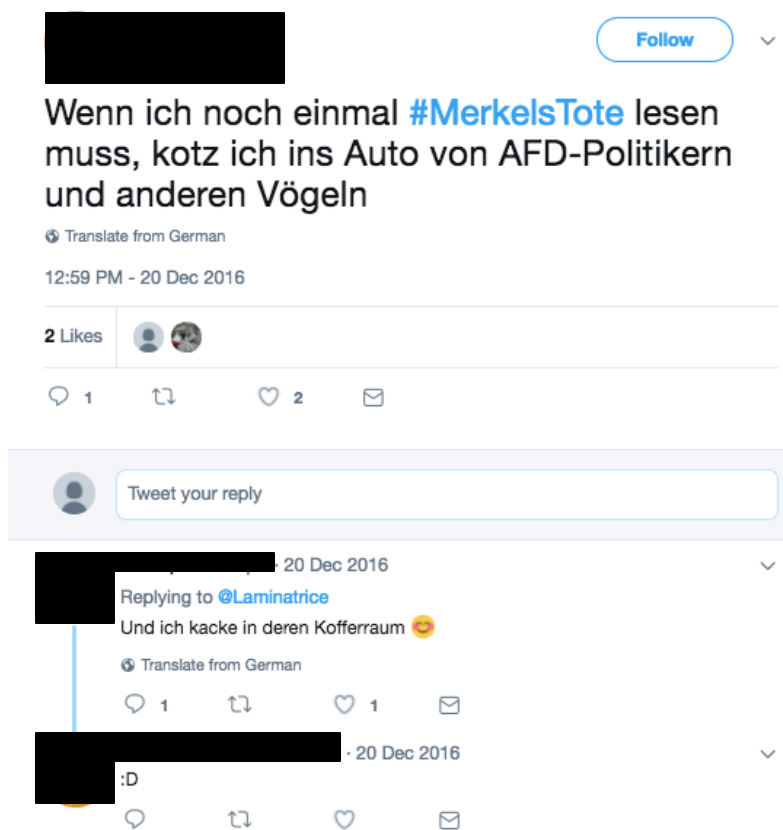 Follow
Wenn ich noch einmal #MerkelsTote lesen
muss, kotz ich ins Auto von AFD-Politikern
und anderen Vögeln
Translate from German
12:59 PM - 20 Dec 2016
2 Likes
1 2
Tweet your reply
· 20 Dec 2016
Replying to @Laminatrice
Und ich kacke in deren Kofferraum 😊
Translate from German
1 1
· 20 Dec 2016
:D